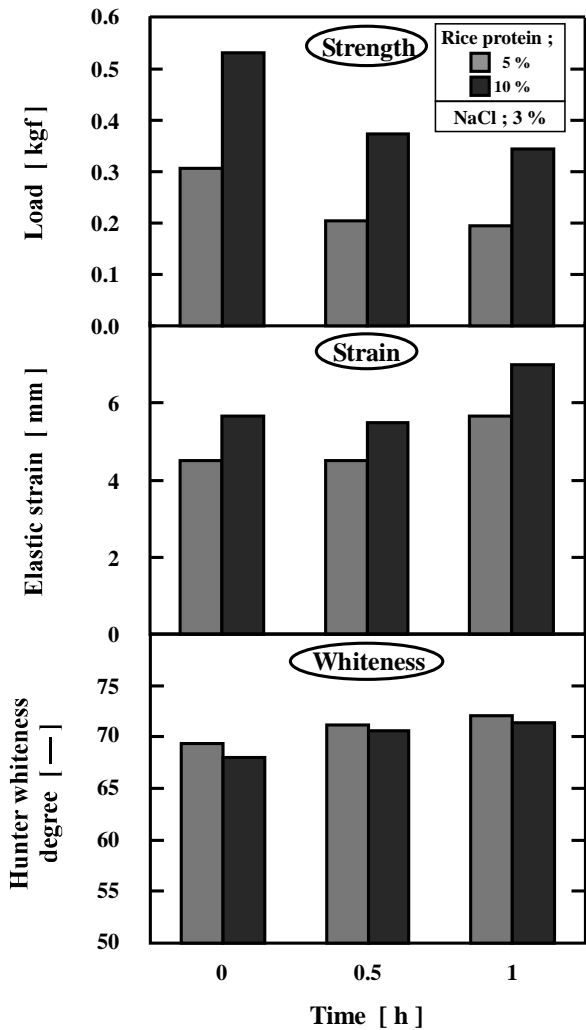 0.6
0.5
0.4
0.3
0.2
0.1
0.0
Load [ kgf ]
Strength
Rice protein ;
5 %
10 %
NaCl ; 3 %
6
4
2
0
Elastic strain [ mm ]
Strain
75
70
65
60
55
50
Hunter whiteness
degree [ — ]
Whiteness
0 0.5 1
Time [ h ]